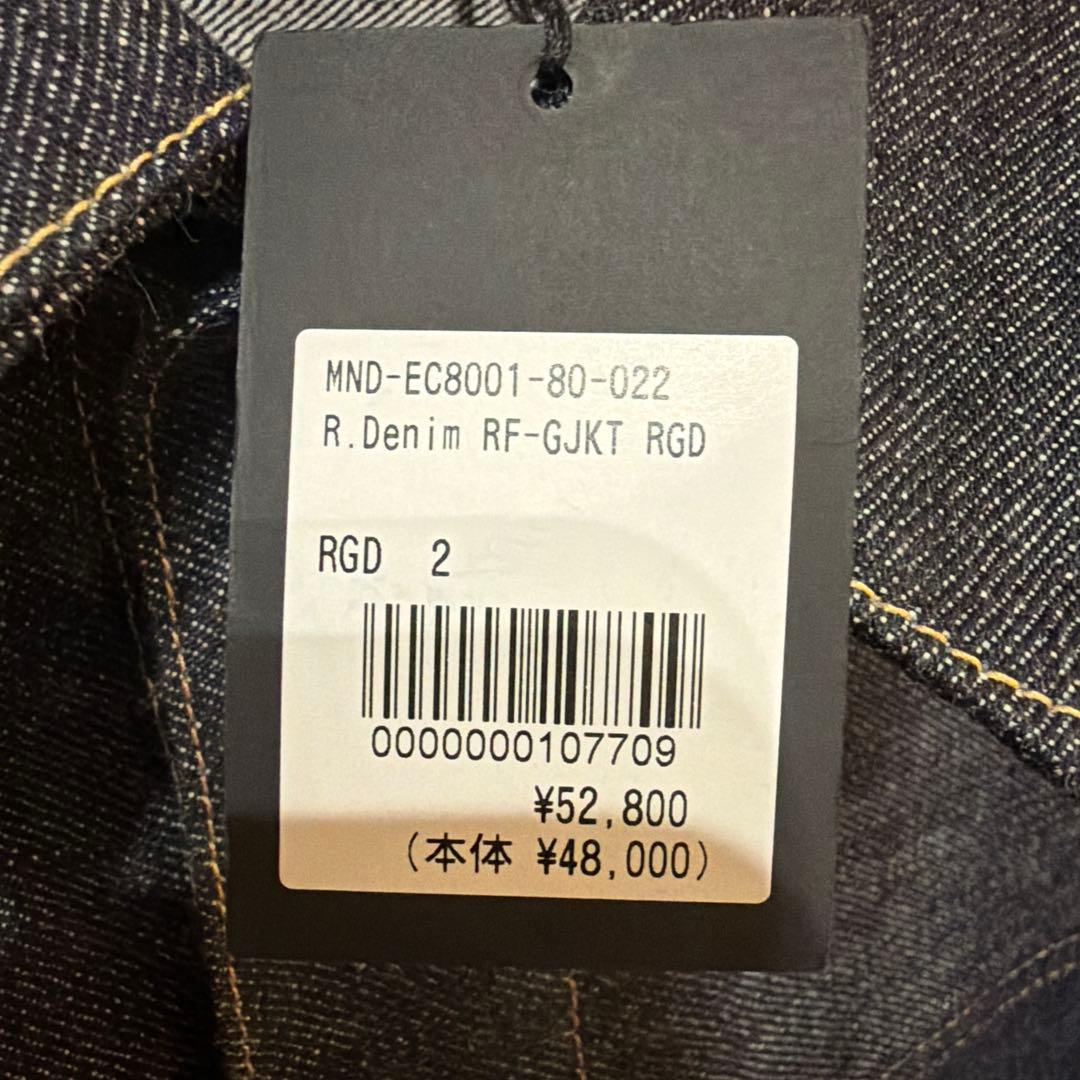 MND-EC8001-80-022
R.Denim RF-GJKT RGD
RGD 2
0000000107709
¥52,800
(本体 ¥48,000)